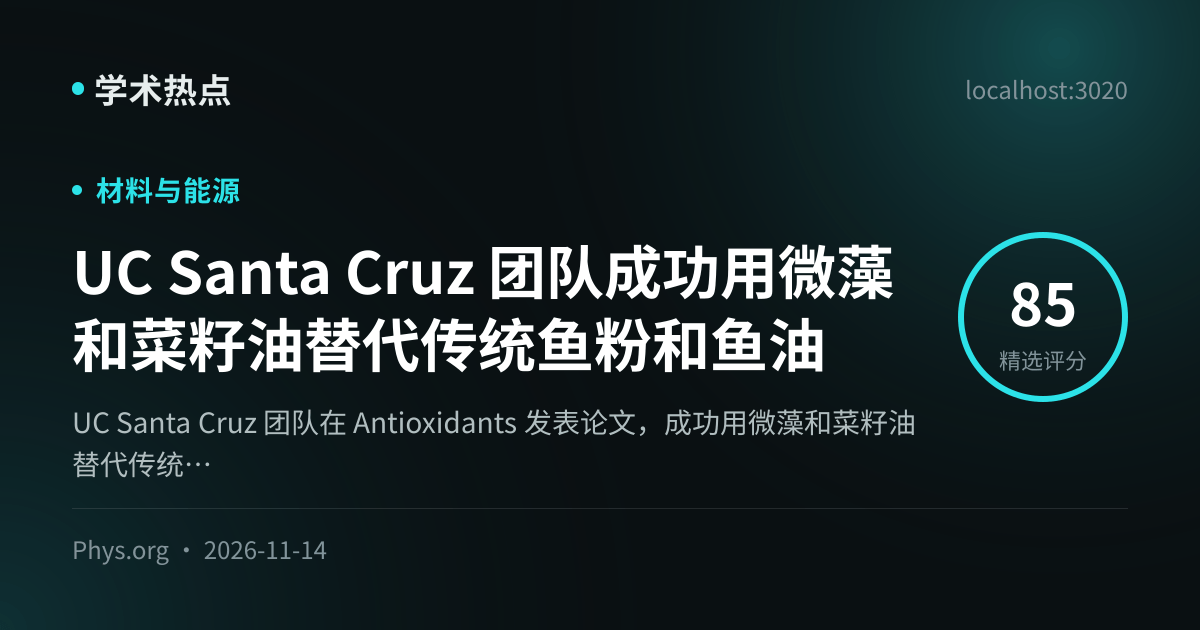 学术热点
localhost:3020
材料与能源
UC Santa Cruz 团队成功用微藻
和菜籽油替代传统鱼粉和鱼油
85
精选评分
UC Santa Cruz 团队在 Antioxidants 发表论文，成功用微藻和菜籽油
替代传统…
Phys.org • 2026-11-14